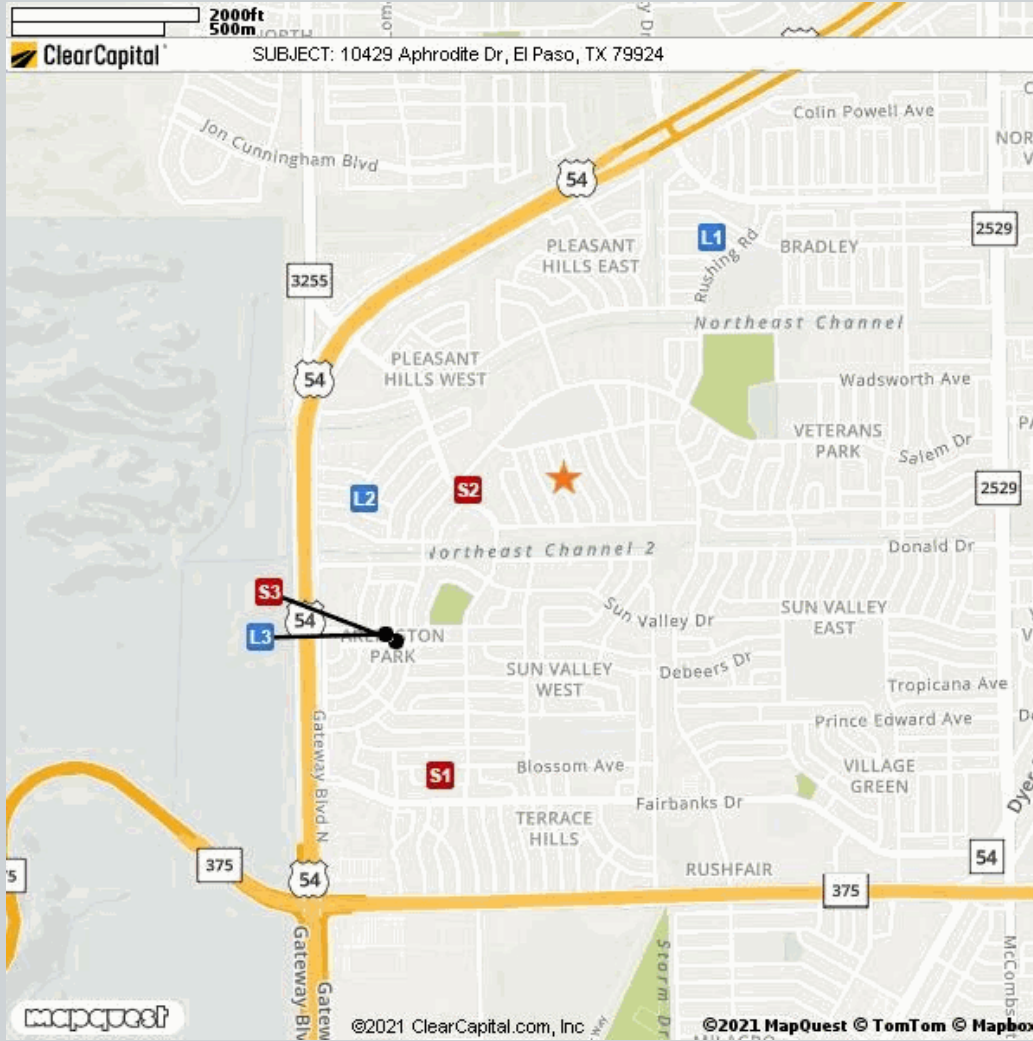 2000ft
500m
ClearCapital
SUBJECT: 10429 Aphrodite Dr, El Paso, TX 79924
Colin Powell Ave
Jon Cunningham Blvd
54
L1
2529
PLEASANT
HILLS EAST
BRADLEY
Rushing Rd
3255
Northeast Channel
PLEASANT
HILLS WEST
54
Wadsworth Ave
VETERANS
PARK
Salem Dr
L2
S2
2529
Northeast Channel 2
Donald Dr
S3
54
Sun Valley Dr
SUN VALLEY
EAST
L3
PARK
SUN VALLEY
WEST
Debeers Dr
Tropicana Ave
Gateway Blvd N
Prince Edward Ave
S1
Blossom Ave
VILLAGE
GREEN
Fairbanks Dr
Dyer
TERRACE
HILLS
375
54
RUSHFAIR
54
375
Gateway Blv
Gatew
Storm Dr
McCombs
mapquest
©2021 ClearCapital.com, Inc
way
©2021 MapQuest © TomTom © Mapbox